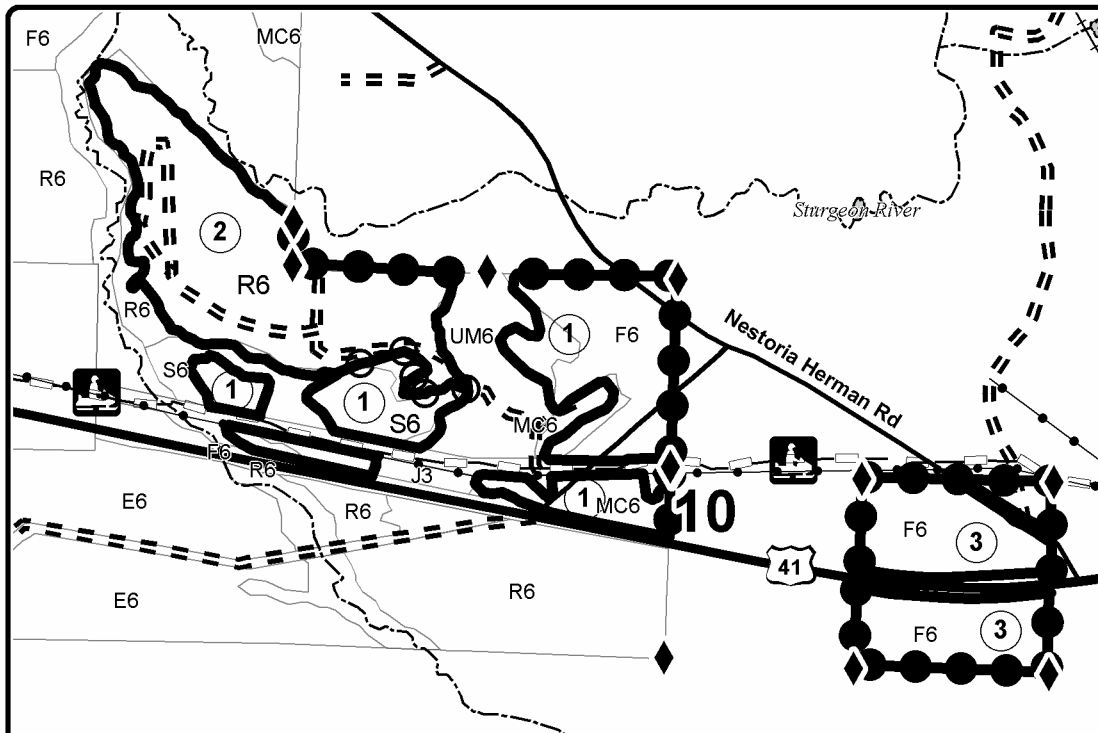 F6
MC6
R6
2
Sturgeon River
R6
R6
UM6
1
F6
Nestoria Herman Rd
S6
1
1
S6
MC6
F6
R6
J3
1
MC6
10
E6
R6
F6
3
41
R6
E6
F6
3